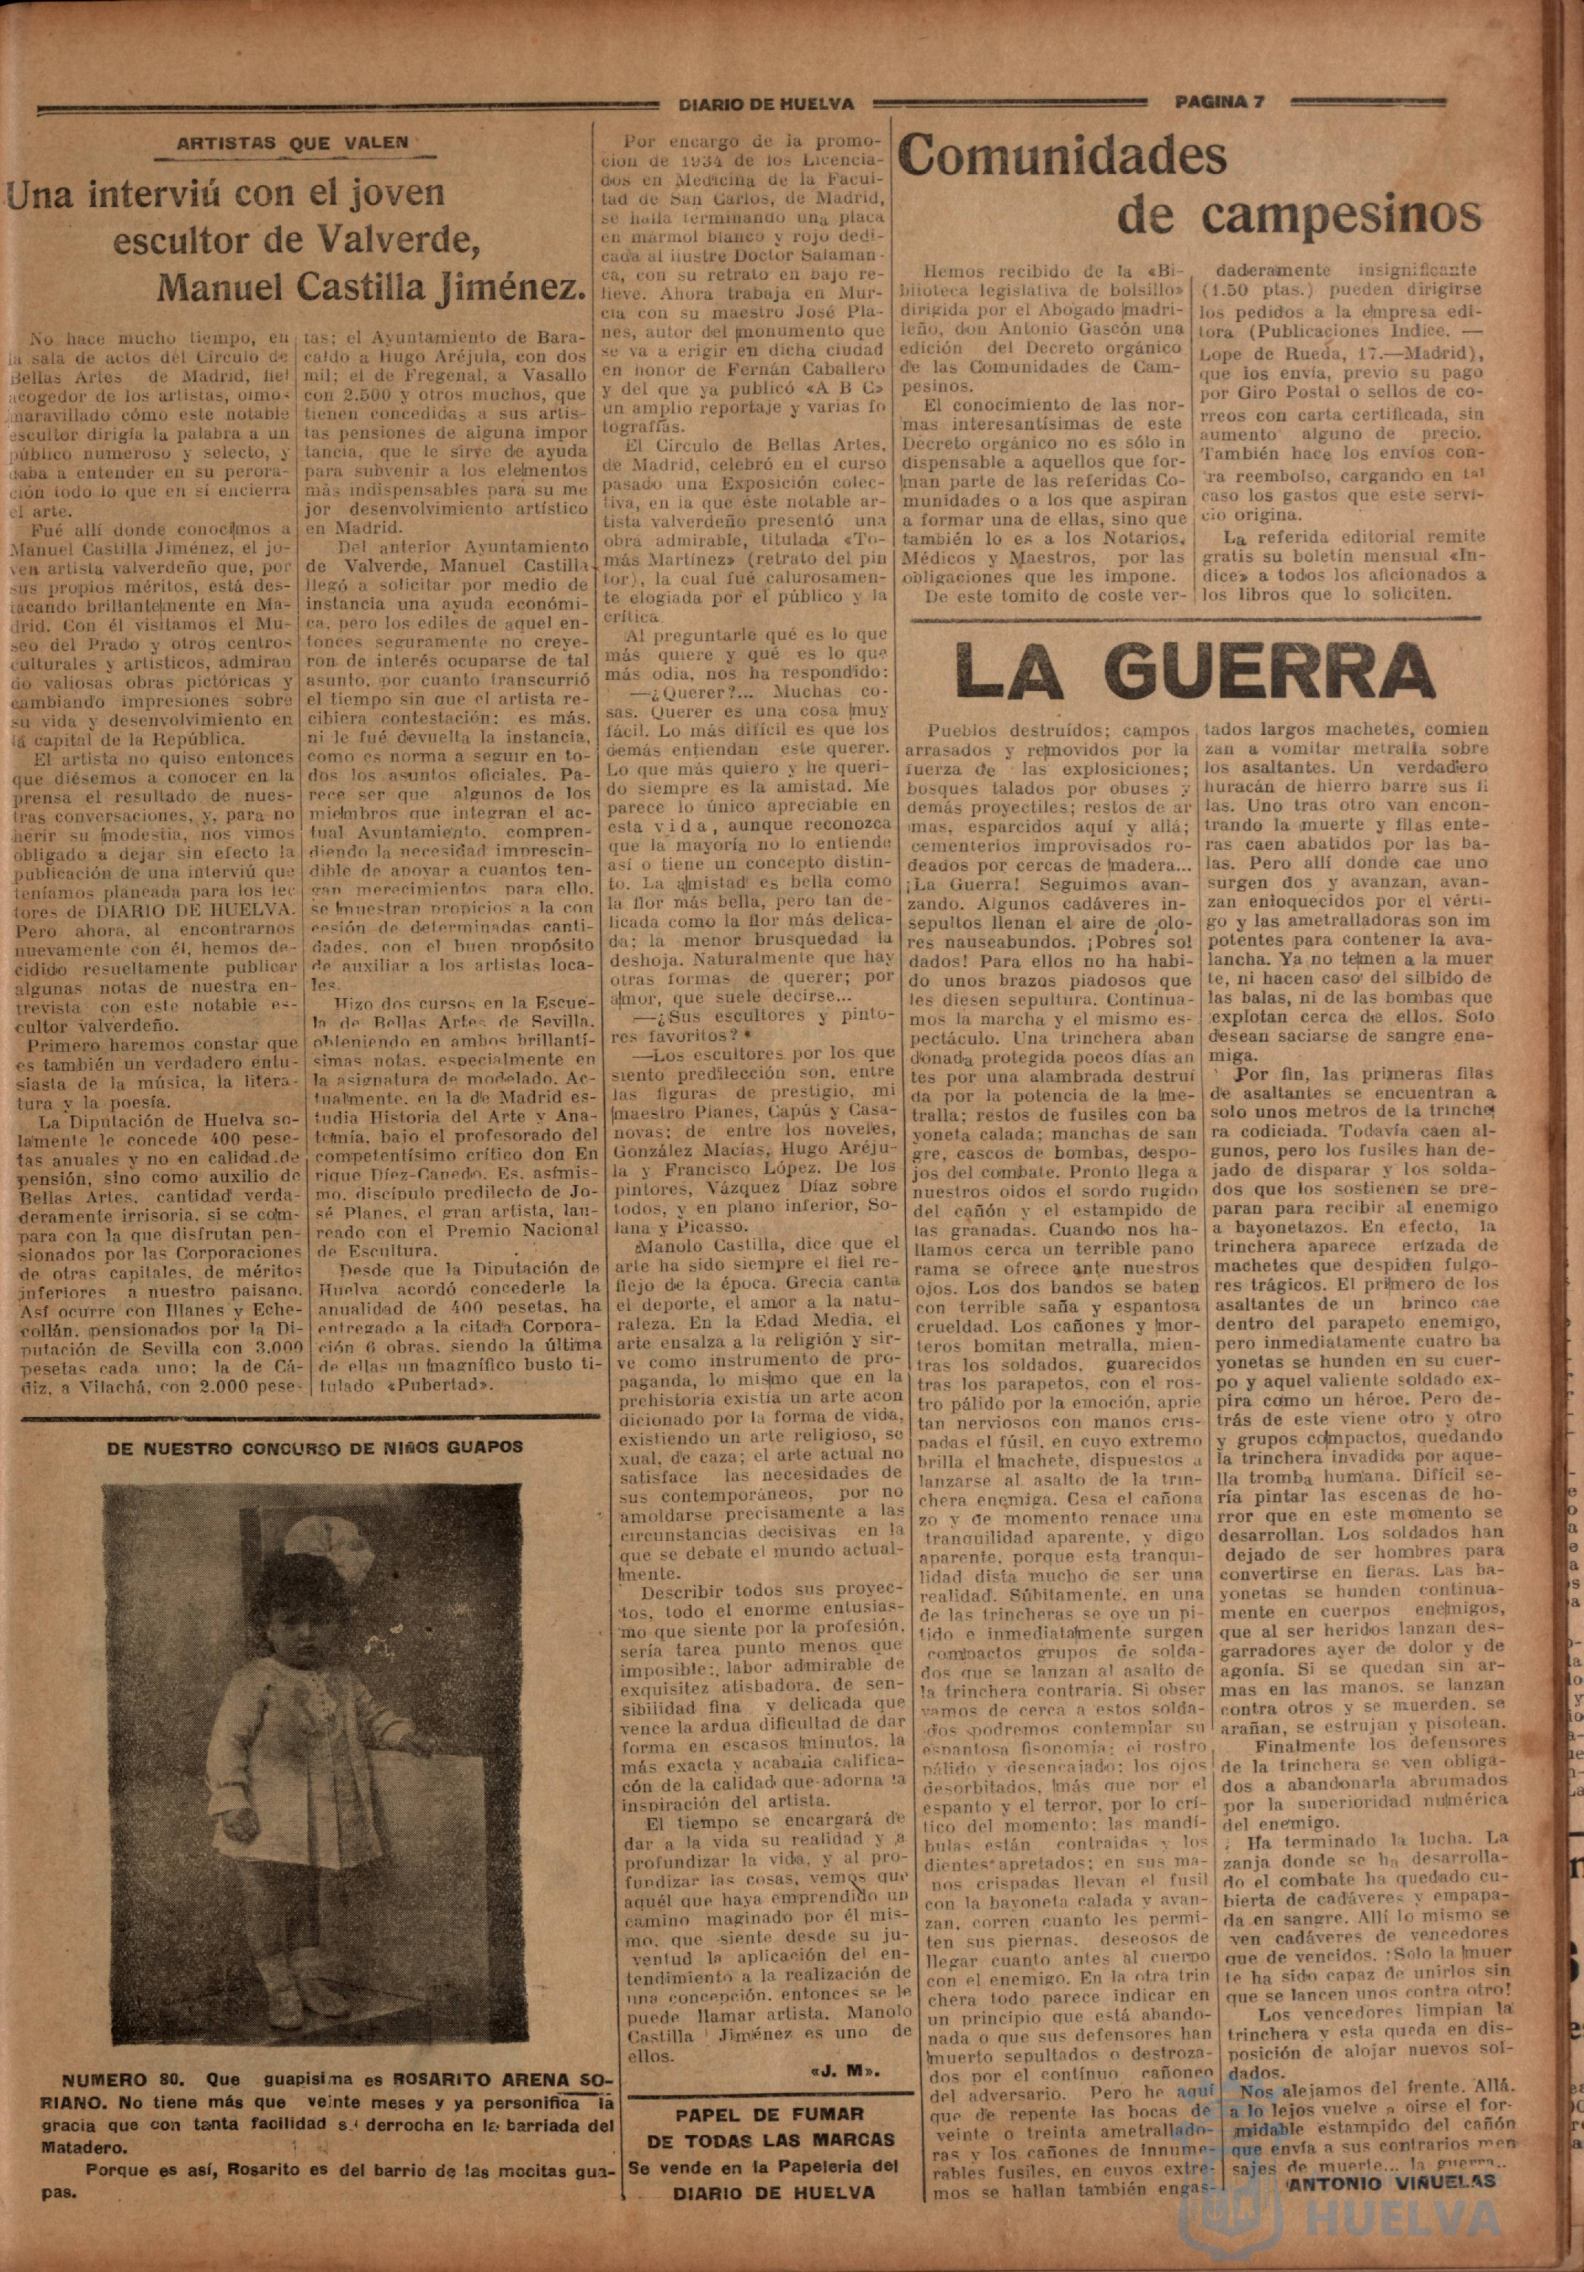 DIARIO DE HUELVA
PAGINA 7
ARTISTAS QUE VALEN
Una interviú con el joven
escultor de Valverde,
Manuel Castilla Jiménez.
No hace mucho tiempo, en
la sala de actos del Círculo de
Bellas Artes de Madrid, fiel
acogedor de los artistas, oímos
maravillado cómo este notable
escultor dirigía la palabra a un
público numeroso y selecto, y
daba a entender en su perora-
ción todo lo que en sí encierra
el arte.
Fué allí donde conocimos a
Manuel Castilla Jiménez, el jo-
ven artista valverdeño que, por
sus propios méritos, está des-
tacando brillantemente en Ma-
drid. Con él visitamos el Mu-
seo del Prado y otros centros
culturales y artísticos, admiran
do valiosas obras pictóricas y
cambiando impresiones sobre
su vida y desenvolvimiento en
la capital de la República.
El artista no quiso entonces
que diésemos a conocer en la
prensa el resultado de nues-
tras conversaciones, y, para no
herir su modestia, nos vimos
obligado a dejar sin efecto la
publicación de una interviú que
teníamos planeada para los lec
tores de DIARIO DE HUELVA.
Pero ahora, al encontrarnos
nuevamente con él, hemos de-
cidido resueltamente publicar
algunas notas de nuestra en-
trevista con este notable es-
cultor valverdeño.
Primero haremos constar que
es también un verdadero entu-
siasta de la música, la litera-
tura y la poesía.
La Diputación de Huelva so-
lamente le concede 400 pese-
tas anuales y no en calidad de
pensión, sino como auxilio de
Bellas Artes, cantidad verda-
deramente irrisoria, si se com-
para con la que disfrutan pen-
sionados por las Corporaciones
de otras capitales, de méritos
inferiores a nuestro paisano.
Así ocurre con Illanes y Eche-
collán, pensionados por la Di-
putación de Sevilla con 3.000
pesetas cada uno; la de Cá-
diz, a Vilachá, con 2.000 pese-
tas; el Ayuntamiento de Bara-
caldo a Hugo Aréjula, con dos
mil; el de Fregenal, a Vasallo
con 2.500 y otros muchos, que
tienen concedidas a sus artis-
tas pensiones de alguna impor
tancia, que le sirve de ayuda
para subvenir a los elementos
más indispensables para su me
jor desenvolvimiento artístico
en Madrid.
Del anterior Ayuntamiento
de Valverde, Manuel Castilla
llegó a solicitar por medio de
instancia una ayuda económi-
ca, pero los ediles de aquel en-
tonces seguramente no creye-
ron de interés ocuparse de tal
asunto, por cuanto transcurrió
el tiempo sin que el artista re-
cibiera contestación; es más,
ni le fué devuelta la instancia,
como es norma a seguir en to-
dos los asuntos oficiales. Pa-
rece ser que algunos de los
miembros que integran el ac-
tual Ayuntamiento, compren-
diendo la necesidad imprescin-
dible de apoyar a cuantos ten-
gan merecimientos para ello,
se muestran propicios a la con
cesión de determinadas canti-
dades, con el buen propósito
de auxiliar a los artistas loca-
les.
Hizo dos cursos en la Escue-
la de Bellas Artes de Sevilla,
obteniendo en ambos brillantí-
simas notas, especialmente en
la asignatura de modelado. Ac-
tualmente, en la de Madrid es-
tudia Historia del Arte y Ana-
tomía, bajo el profesorado del
competentísimo crítico don En
rique Díez-Canedo. Es, asímis-
mo, discípulo predilecto de Jo-
sé Planes, el gran artista, lau-
reado con el Premio Nacional
de Escultura.
Desde que la Diputación de
Huelva acordó concederle la
anualidad de 400 pesetas, ha
entregado a la citada Corpora-
ción 6 obras, siendo la última
de ellas un magnífico busto ti-
tulado «Pubertad».
DE NUESTRO CONCURSO DE NIÑOS GUAPOS
NUMERO 80. Que guapísima es ROSARITO ARENA SO-
RIANO. No tiene más que veinte meses y ya personifica la
gracia que con tanta facilidad se derrocha en la barriada del
Matadero.
Porque es así, Rosarito es del barrio de las mocitas gua-
pas.
Por encargo de la promo-
ción de 1934 de los Licencia-
dos en Medicina de la Facul-
tad de San Carlos, de Madrid,
se halla terminando una placa
en mármol blanco y rojo dedi-
cada al ilustre Doctor Salaman-
ca, con su retrato en bajo re-
lieve. Ahora trabaja en Mur-
cia con su maestro José Pla-
nes, autor del monumento que
se va a erigir en dicha ciudad
en honor de Fernán Caballero
y del que ya publicó «A B C»
un amplio reportaje y varias fo
tografías.
El Círculo de Bellas Artes,
de Madrid, celebró en el curso
pasado una Exposición colec-
tiva, en la que este notable ar-
tista valverdeño presentó una
obra admirable, titulada «To-
más Martínez» (retrato del pin
tor), la cual fué calurosamen-
te elogiada por el público y la
crítica
Al preguntarle qué es lo que
más quiere y qué es lo que
más odia, nos ha respondido:
—¿Querer?... Muchas co-
sas. Querer es una cosa muy
fácil. Lo más difícil es que los
demás entiendan este querer.
Lo que más quiero y he queri-
do siempre es la amistad. Me
parece lo único apreciable en
esta vida, aunque reconozca
que la mayoría no lo entiende
así o tiene un concepto distin-
to. La amistad es bella como
la flor más bella, pero tan de-
licada como la flor más delica-
da; la menor brusquedad la
deshoja. Naturalmente que hay
otras formas de querer; por
amor, que suele decirse...
—¿Sus escultores y pinto-
res favoritos?
—Los escultores por los que
siento predilección son, entre
las figuras de prestigio, mi
maestro Planes, Capús y Casa-
novas; de entre los noveles,
González Macías, Hugo Aréju-
la y Francisco López. De los
pintores, Vázquez Díaz sobre
todos, y en plano inferior, So-
lana y Picasso.
Manolo Castilla, dice que el
arte ha sido siempre el fiel re-
flejo de la época. Grecia canta
el deporte, el amor a la natu-
raleza. En la Edad Media, el
arte ensalza a la religión y sir-
ve como instrumento de pro-
paganda, lo mismo que en la
prehistoria existía un arte acon
dicionado por la forma de vida,
existiendo un arte religioso, se
xual, de caza; el arte actual no
satisface las necesidades de
sus contemporáneos, por no
amoldarse precisamente a las
circunstancias decisivas en la
que se debate el mundo actual-
mente.
Describir todos sus proyec-
tos, todo el enorme entusias-
mo que siente por la profesión,
sería tarea punto menos que
imposible; labor admirable de
exquisitez atisbadora, de sen-
sibilidad fina y delicada que
vence la ardua dificultad de dar
forma en escasos minutos, la
más exacta y acabada califica-
cón de la calidad que adorna la
inspiración del artista.
El tiempo se encargará de
dar a la vida su realidad y a
profundizar la vida, y al pro-
fundizar las cosas, vemos que
aquél que haya emprendido un
camino maginado por él mis-
mo, que siente desde su ju-
ventud la aplicación del en-
tendimiento a la realización de
una concepción, entonces se le
puede llamar artista. Manolo
Castilla Jiménez es uno de
ellos.
«J. M».
PAPEL DE FUMAR
DE TODAS LAS MARCAS
Se vende en la Papelería del
DIARIO DE HUELVA
Comunidades
de campesinos
Hemos recibido de la «Bi-
blioteca legislativa de bolsillo»
dirigida por el Abogado madri-
leño, don Antonio Gascón una
edición del Decreto orgánico
de las Comunidades de Cam-
pesinos.
El conocimiento de las nor-
mas interesantísimas de este
Decreto orgánico no es sólo in
dispensable a aquellos que for-
man parte de las referidas Co-
munidades o a los que aspiran
a formar una de ellas, sino que
también lo es a los Notarios,
Médicos y Maestros, por las
obligaciones que les impone.
De este tomito de coste ver-
daderamente insignificante
(1.50 ptas.) pueden dirigirse
los pedidos a la empresa edi-
tora (Publicaciones Indice. —
Lope de Rueda, 17.—Madrid),
que los envía, previo su pago
por Giro Postal o sellos de co-
rreos con carta certificada, sin
aumento alguno de precio.
También hace los envíos con-
tra reembolso, cargando en tal
caso los gastos que este servi-
cio origina.
La referida editorial remite
gratis su boletín mensual «In-
dice» a todos los aficionados a
los libros que lo soliciten.
LA GUERRA
Pueblos destruídos; campos
arrasados y removidos por la
fuerza de las explosiciones;
bosques talados por obuses y
demás proyectiles; restos de ar
mas, esparcidos aquí y allá;
cementerios improvisados ro-
deados por cercas de madera...
¡La Guerra! Seguimos avan-
zando. Algunos cadáveres in-
sepultos llenan el aire de olo-
res nauseabundos. ¡Pobres sol
dados! Para ellos no ha habi-
do unos brazos piadosos que
les diesen sepultura. Continua-
mos la marcha y el mismo es-
pectáculo. Una trinchera aban
donada protegida pocos días an
tes por una alambrada destruí
da por la potencia de la me-
tralla; restos de fusiles con ba
yoneta calada; manchas de san
gre, cascos de bombas, despo-
jos del combate. Pronto llega a
nuestros oidos el sordo rugido
del cañón y el estampido de
las granadas. Cuando nos ha-
llamos cerca un terrible pano
rama se ofrece ante nuestros
ojos. Los dos bandos se baten
con terrible saña y espantosa
crueldad. Los cañones y mor-
teros bomitan metralla, mien-
tras los soldados, guarecidos
tras los parapetos, con el ros-
tro pálido por la emoción, aprie
tan nerviosos con manos cris-
padas el fúsil, en cuyo extremo
brilla el machete, dispuestos a
lanzarse al asalto de la trin-
chera enemiga. Cesa el cañona
zo y de momento renace una
tranquilidad aparente, y digo
aparente, porque esta tranqui-
lidad dista mucho de ser una
realidad. Súbitamente, en una
de las trincheras se oye un pi-
tido e inmediatamente surgen
compactos grupos de solda-
dos que se lanzan al asalto de
la trinchera contraria. Si obser
vamos de cerca a estos solda-
dos podremos contemplar su
espantosa fisonomía; el rostro
pálido y desencajado; los ojos
desorbitados, más que por el
espanto y el terror, por lo crí-
tico del momento; las mandí-
bulas están contraidas y los
dientes apretados; en sus ma-
nos crispadas llevan el fusil
con la bayoneta calada y avan-
zan, corren cuanto les permi-
ten sus piernas, deseosos de
llegar cuanto antes al cuerpo
con el enemigo. En la otra trin
chera todo parece indicar en
un principio que está abando-
nada o que sus defensores han
muerto sepultados o destroza-
dos por el contínuo cañoneo
del adversario. Pero he aquí
que de repente las bocas de
veinte o treinta ametrallado-
ras y los cañones de innume-
rables fusiles, en cuyos extre-
mos se hallan también engas-
tados largos machetes, comien
zan a vomitar metralla sobre
los asaltantes. Un verdadero
huracán de hierro barre sus fi
las. Uno tras otro van encon-
trando la muerte y filas ente-
ras caen abatidos por las ba-
las. Pero allí donde cae uno
surgen dos y avanzan, avan-
zan enloquecidos por el vérti-
go y las ametralladoras son im
potentes para contener la ava-
lancha. Ya no temen a la muer
te, ni hacen caso del silbido de
las balas, ni de las bombas que
explotan cerca de ellos. Solo
desean saciarse de sangre ene-
miga.
Por fin, las primeras filas
de asaltantes se encuentran a
solo unos metros de la trinche
ra codiciada. Todavía caen al-
gunos, pero los fusiles han de-
jado de disparar y los solda-
dos que los sostienen se pre-
paran para recibir al enemigo
a bayonetazos. En efecto, la
trinchera aparece erizada de
machetes que despiden fulgo-
res trágicos. El primero de los
asaltantes de un brinco cae
dentro del parapeto enemigo,
pero inmediatamente cuatro ba
yonetas se hunden en su cuer-
po y aquel valiente soldado ex-
pira como un héroe. Pero de-
trás de este viene otro y otro
y grupos compactos, quedando
la trinchera invadida por aque-
lla tromba humana. Difícil se-
ría pintar las escenas de ho-
rror que en este momento se
desarrollan. Los soldados han
dejado de ser hombres para
convertirse en fieras. Las ba-
yonetas se hunden continua-
mente en cuerpos enemigos,
que al ser heridos lanzan des-
garradores ayer de dolor y de
agonía. Si se quedan sin ar-
mas en las manos, se lanzan
contra otros y se muerden, se
arañan, se estrujan y pisotean.
Finalmente los defensores
de la trinchera se ven obliga-
dos a abandonarla abrumados
por la superioridad numérica
del enemigo.
Ha terminado la lucha. La
zanja donde se ha desarrolla-
do el combate ha quedado cu-
bierta de cadáveres y empapa-
da en sangre. Allí lo mismo se
ven cadáveres de vencedores
que de vencidos. ¡Solo la muer
te ha sido capaz de unirlos sin
que se lancen unos contra otro!
Los vencedores limpian la
trinchera y esta queda en dis-
posición de alojar nuevos sol-
dados.
Nos alejamos del frente. Allá,
a lo lejos vuelve a oirse el for-
midable estampido del cañón
que envía a sus contrarios men
sajes de muerte... la guerra..
ANTONIO VIÑUELAS
HUELVA